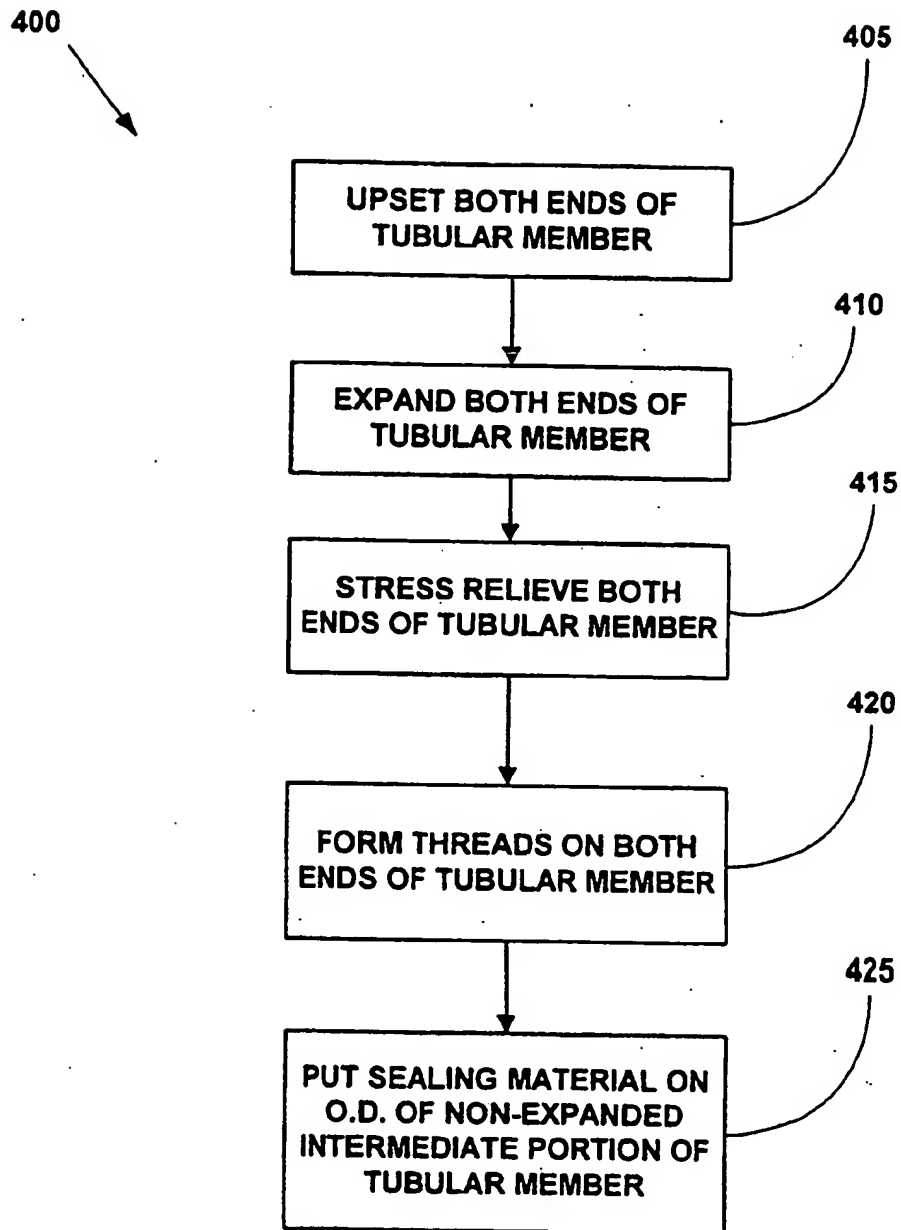 400
405
UPSET BOTH ENDS OF
TUBULAR MEMBER
410
EXPAND BOTH ENDS OF
TUBULAR MEMBER
415
STRESS RELIEVE BOTH
ENDS OF TUBULAR MEMBER
420
FORM THREADS ON BOTH
ENDS OF TUBULAR MEMBER
425
PUT SEALING MATERIAL ON
O.D. OF NON-EXPANDED
INTERMEDIATE PORTION OF
TUBULAR MEMBER